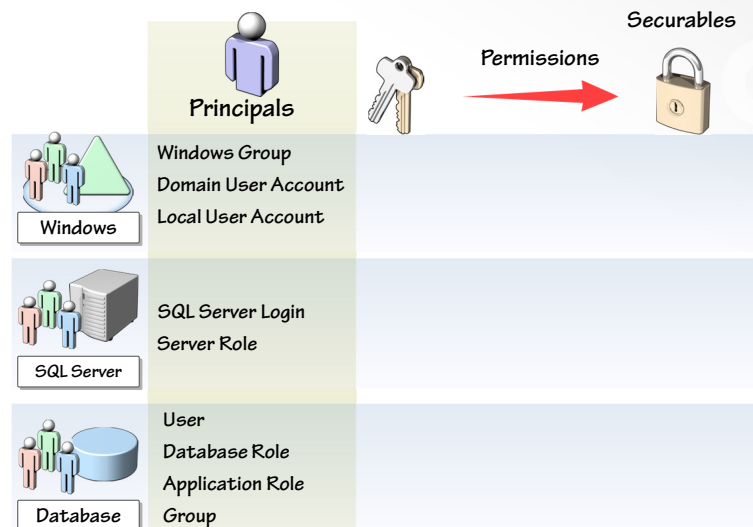 Securables
Permissions
Principals
Windows Group
Domain User Account
Local User Account
Windows
SQL Server Login
Server Role
SQL Server
User
Database Role
Application Role
Group
Database